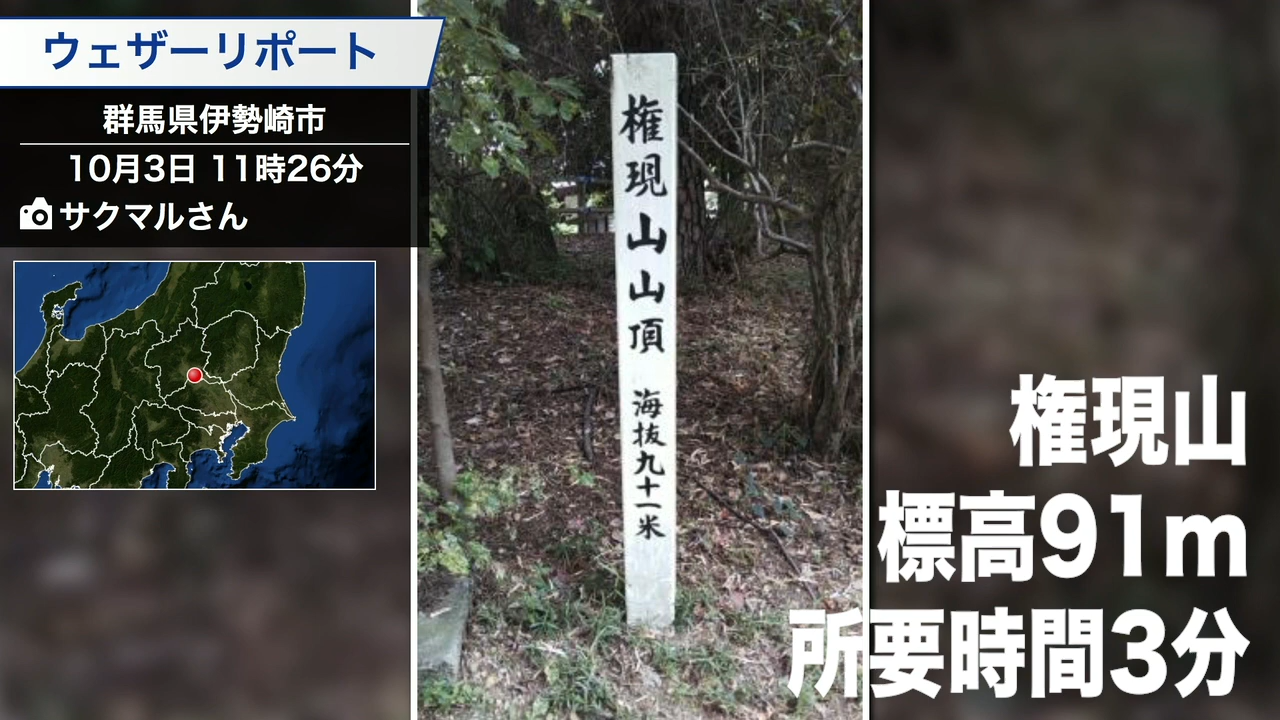 ウェザーリポート
群馬県伊勢崎市
10月3日 11時26分
サクマルさん
権現山山頂 海抜九十一米
権現山
標高91m
所要時間3分